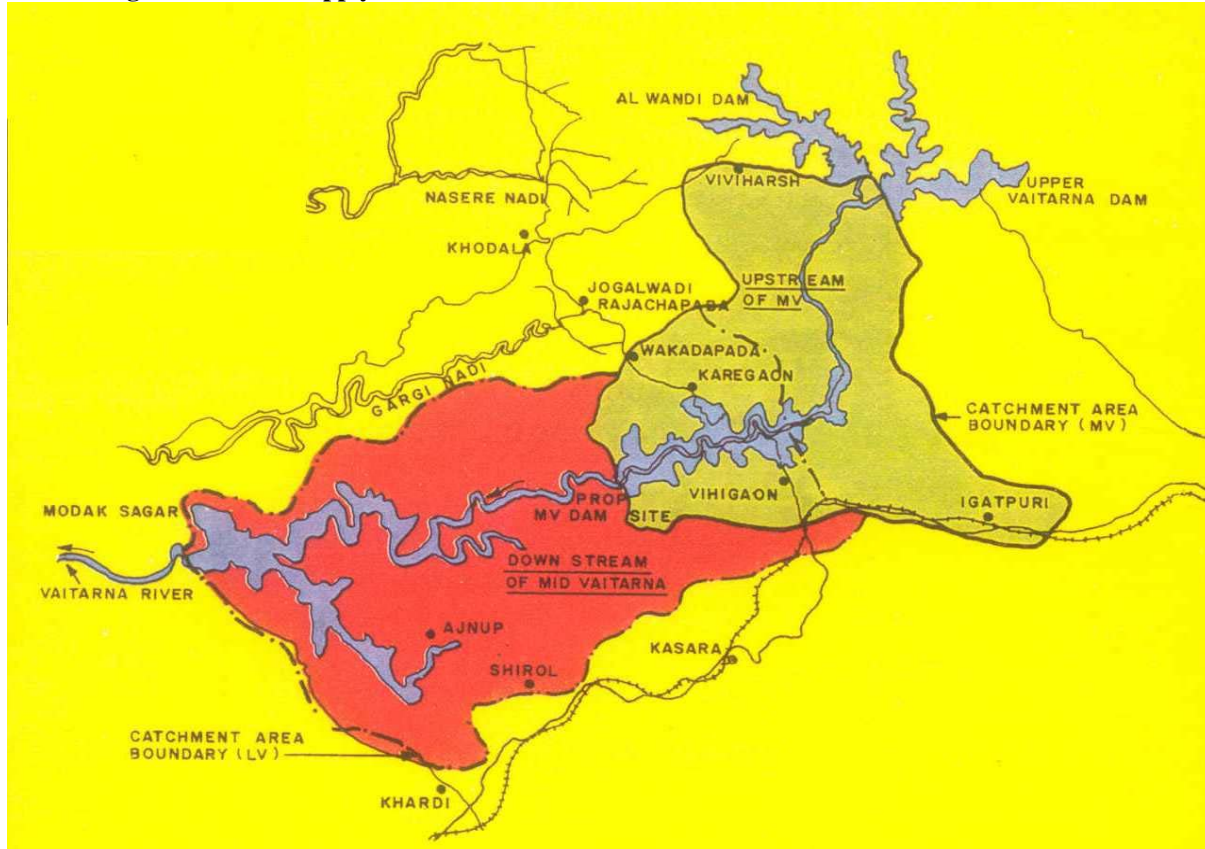 AL WANDI DAM
VIVIHARSH
UPPER
VAITARNA DAM
NASERE NADI
KHODALA
JOGALWADI
RAJACHAPADA
UPSTREAM
OF MV
WAKADAPADA
KAREGAON
GARGI NADI
CATCHMENT AREA
BOUNDARY (MV)
VIHIGAON
IGATPURI
PROP
MV DAM SITE
MODAK SAGAR
DOWN STREAM
OF MID VAITARNA
VAITARNA RIVER
AJNUP
KASARA
SHIROL
CATCHMENT AREA
BOUNDARY (LV)
KHARDI